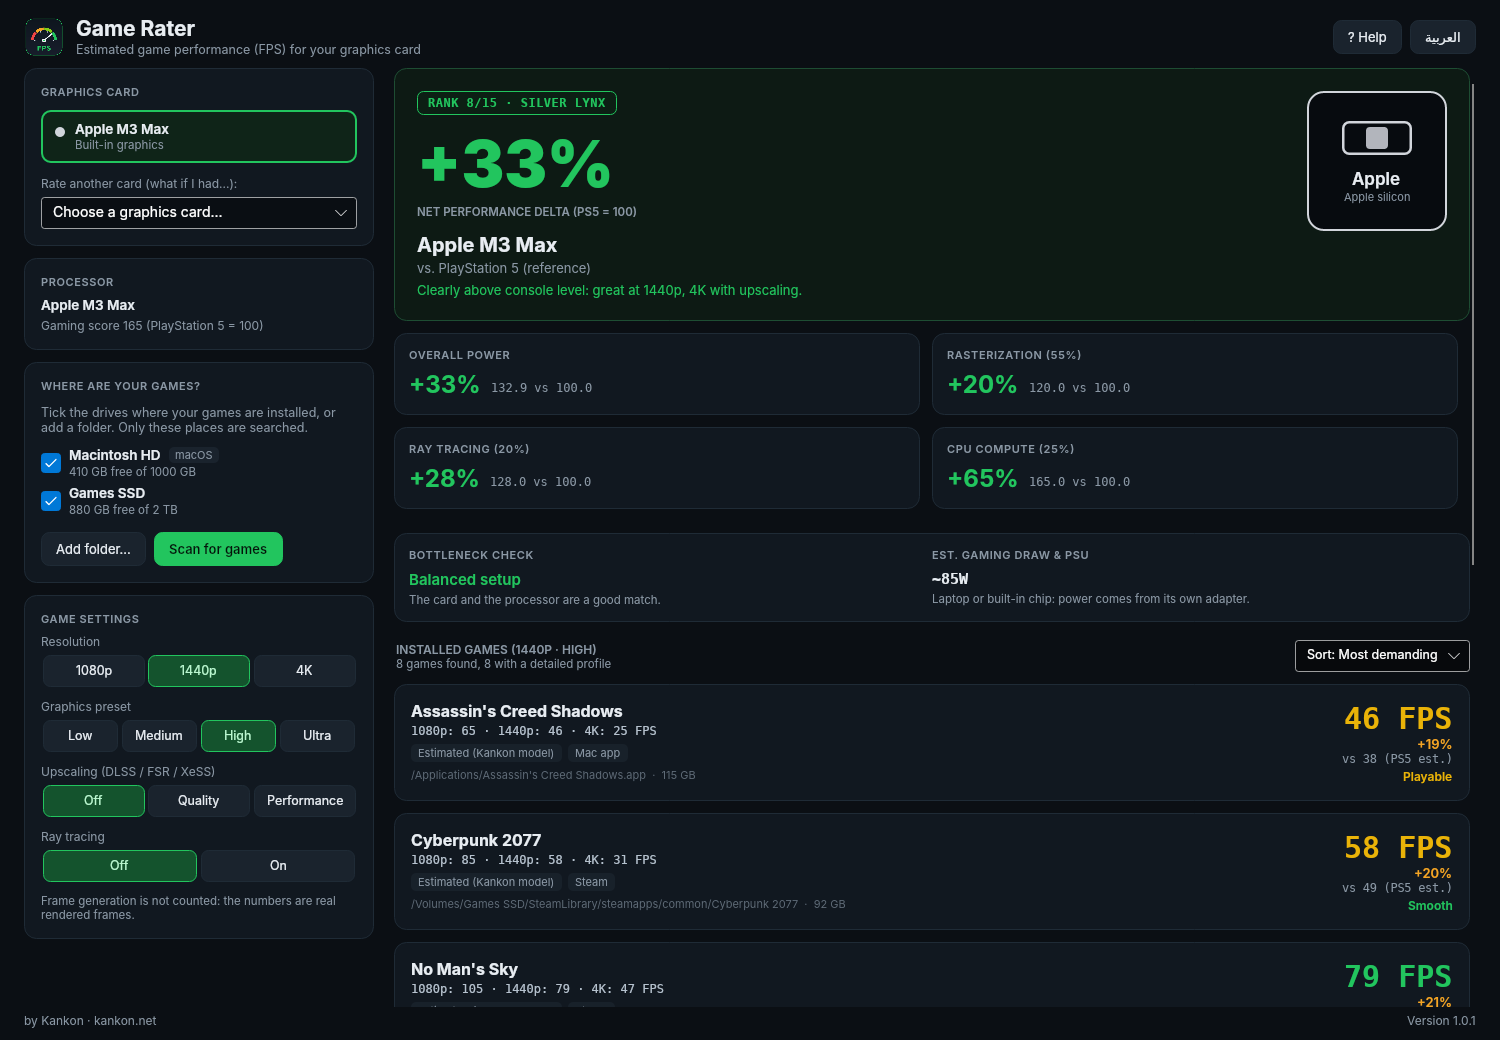 FPS
Game Rater
Estimated game performance (FPS) for your graphics card
? Help
العربية
GRAPHICS CARD
Apple M3 Max
Built-in graphics
Rate another card (what if I had...):
Choose a graphics card...
PROCESSOR
Apple M3 Max
Gaming score 165 (PlayStation 5 = 100)
WHERE ARE YOUR GAMES?
Tick the drives where your games are installed, or
add a folder. Only these places are searched.
Macintosh HD macOS
410 GB free of 1000 GB
Games SSD
880 GB free of 2 TB
Add folder... Scan for games
GAME SETTINGS
Resolution
1080p 1440p 4K
Graphics preset
Low Medium High Ultra
Upscaling (DLSS / FSR / XeSS)
Off Quality Performance
Ray tracing
Off On
Frame generation is not counted: the numbers are real
rendered frames.
RANK 8/15 · SILVER LYNX
+33%
NET PERFORMANCE DELTA (PS5 = 100)
Apple M3 Max
vs. PlayStation 5 (reference)
Clearly above console level: great at 1440p, 4K with upscaling.
Apple
Apple silicon
OVERALL POWER
+33% 132.9 vs 100.0
RASTERIZATION (55%)
+20% 120.0 vs 100.0
RAY TRACING (20%)
+28% 128.0 vs 100.0
CPU COMPUTE (25%)
+65% 165.0 vs 100.0
BOTTLENECK CHECK
Balanced setup
The card and the processor are a good match.
EST. GAMING DRAW & PSU
~85W
Laptop or built-in chip: power comes from its own adapter.
INSTALLED GAMES (1440P · HIGH)
8 games found, 8 with a detailed profile
Sort: Most demanding
Assassin's Creed Shadows
1080p: 65 · 1440p: 46 · 4K: 25 FPS
Estimated (Kankon model) Mac app
/Applications/Assassin's Creed Shadows.app · 115 GB
46 FPS
+19%
vs 38 (PS5 est.)
Playable
Cyberpunk 2077
1080p: 85 · 1440p: 58 · 4K: 31 FPS
Estimated (Kankon model) Steam
/Volumes/Games SSD/SteamLibrary/steamapps/common/Cyberpunk 2077 · 92 GB
58 FPS
+20%
vs 49 (PS5 est.)
Smooth
No Man's Sky
1080p: 105 · 1440p: 79 · 4K: 47 FPS
79 FPS
+21%
by Kankon · kankon.net
Version 1.0.1